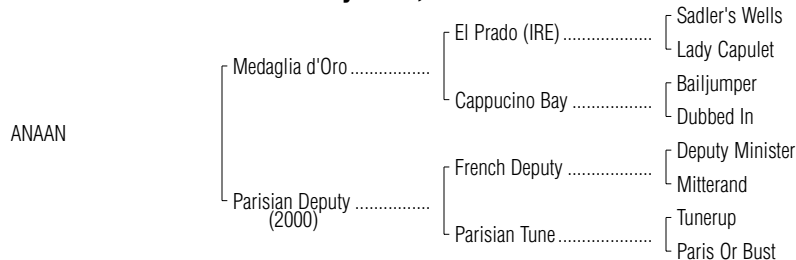 Sadler's Wells
El Prado (IRE) ..................
Lady Capulet
Medaglia d'Oro .................
Bailjumper
Cappucino Bay .................
Dubbed In
ANAAN
Deputy Minister
French Deputy ..................
Mitterand
Parisian Deputy ................
(2000)
Tunerup
Parisian Tune ....................
Paris Or Bust